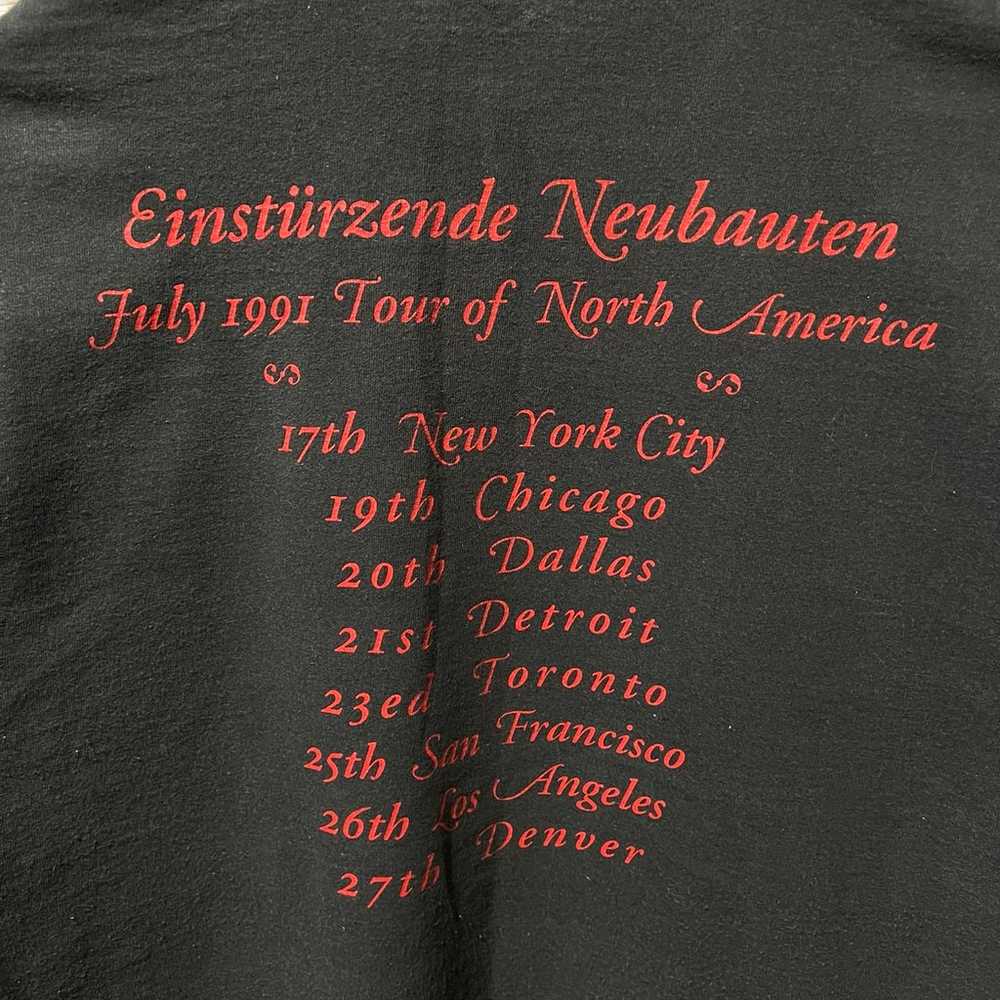 Einstürzende Neubauten
July 1991 Tour of North America
17th New York City
19th Chicago
20th Dallas
21st Detroit
23ed Toronto
25th San Francisco
26th Los Angeles
27th Denver